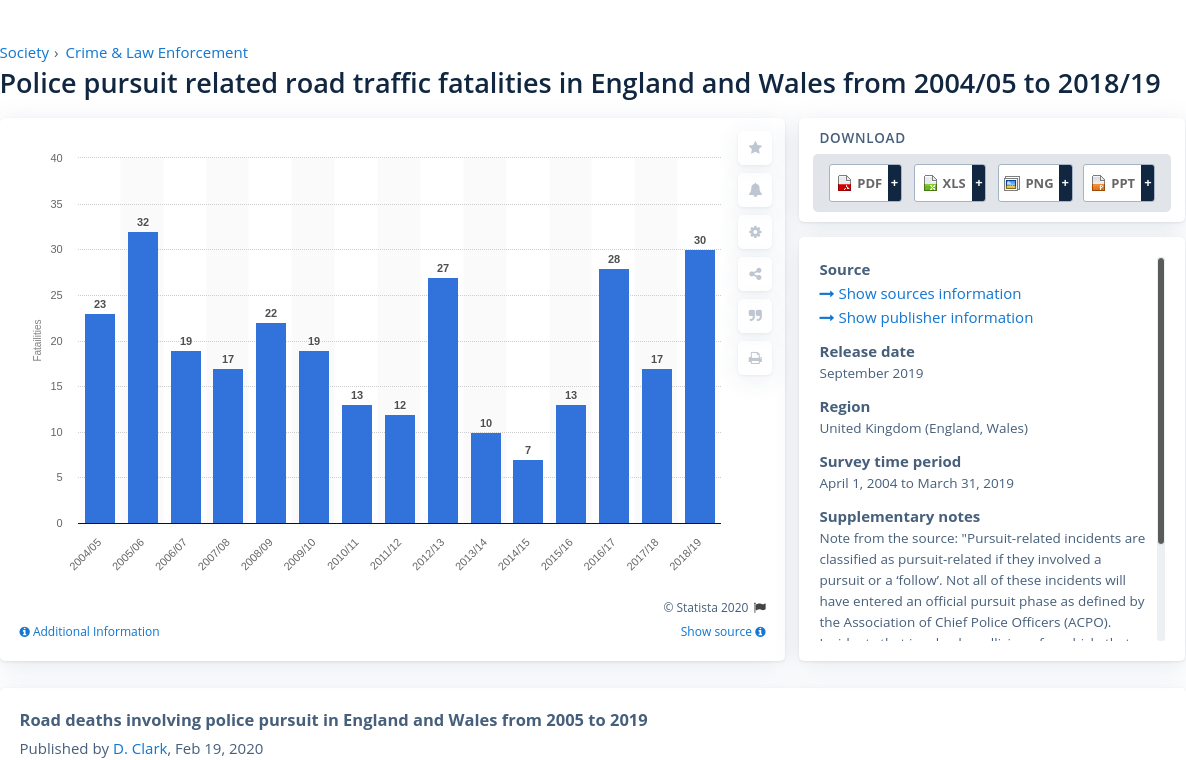 Society › Crime & Law Enforcement
Police pursuit related road traffic fatalities in England and Wales from 2004/05 to 2018/19
40
35
30
25
20
15
10
5
0
Fatalities
23
32
19
17
22
19
13
12
27
10
7
13
28
17
30
2004/05
2005/06
2006/07
2007/08
2008/09
2009/10
2010/11
2011/12
2012/13
2013/14
2014/15
2015/16
2016/17
2017/18
2018/19
© Statista 2020
Additional Information
Show source
DOWNLOAD
PDF +
XLS +
PNG +
PPT +
Source
Show sources information
Show publisher information
Release date
September 2019
Region
United Kingdom (England, Wales)
Survey time period
April 1, 2004 to March 31, 2019
Supplementary notes
Note from the source: "Pursuit-related incidents are
classified as pursuit-related if they involved a
pursuit or a ‘follow’. Not all of these incidents will
have entered an official pursuit phase as defined by
the Association of Chief Police Officers (ACPO).
Road deaths involving police pursuit in England and Wales from 2005 to 2019
Published by D. Clark, Feb 19, 2020